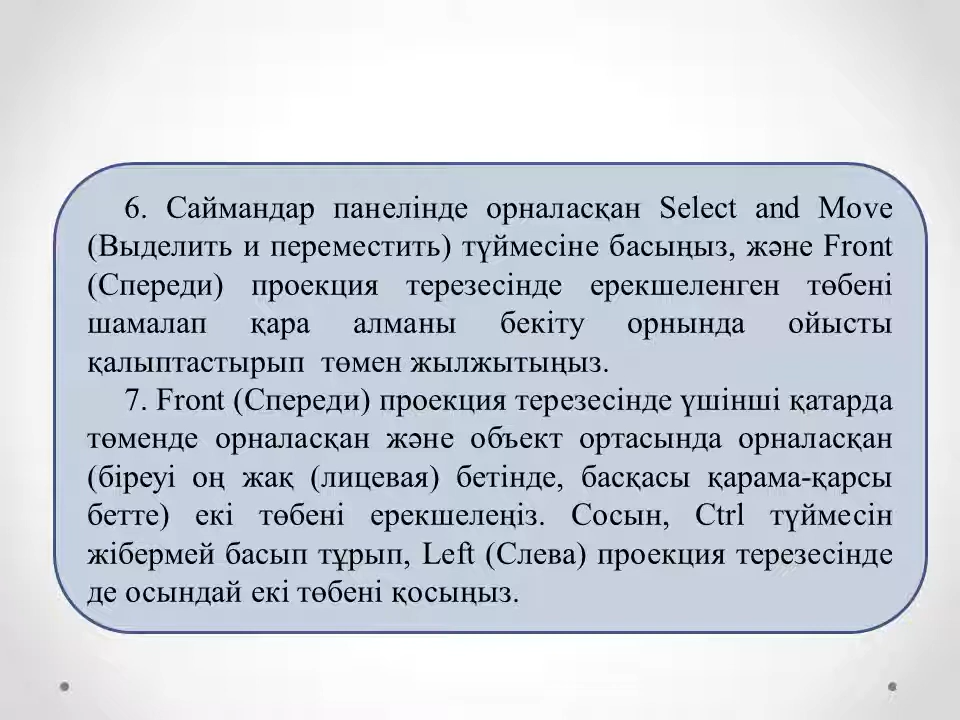 6. Саймандар панелінде орналасқан Select and Move
(Выделить и переместить) түймесіне басыңыз, және Front
(Спереди) проекция терезесінде ерекшеленген төбені
шамалап қара алманы бекіту орнында ойысты
қалыптастырып төмен жылжытыңыз.
7. Front (Спереди) проекция терезесінде үшінші қатарда
төменде орналасқан және объект ортасында орналасқан
(біреуі оң жақ (лицевая) бетінде, басқасы қарама-қарсы
бетте) екі төбені ерекшелеңіз. Сосын, Ctrl түймесін
жібермей басып тұрып, Left (Слева) проекция терезесінде
де осындай екі төбені қосыңыз.